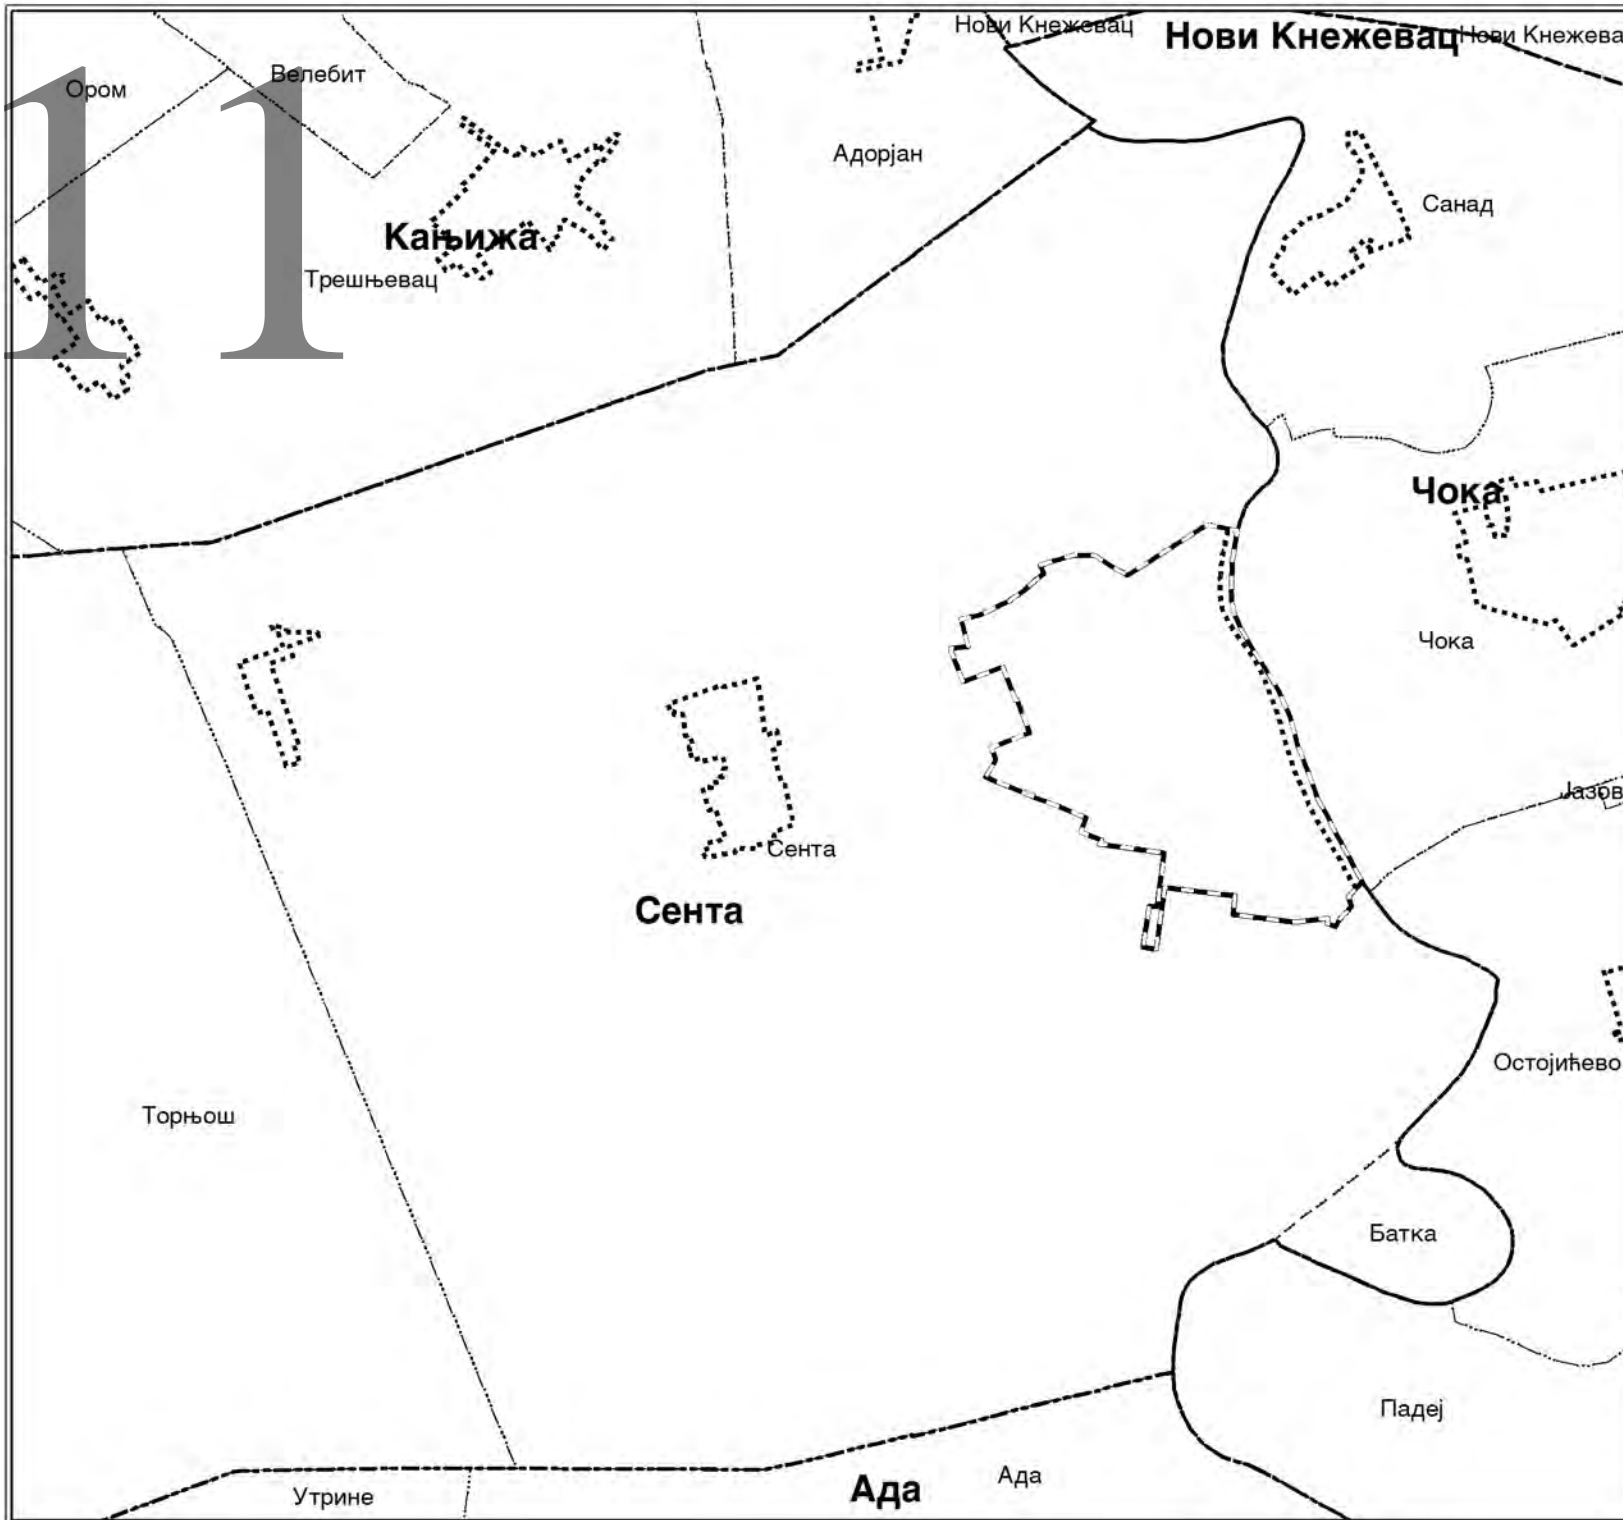 Нови Кнежевац
Нови Кнежевац
Нови Кнежева
11
Ором
Велебит
Адорјан
Санад
Кањижа
Трешњевац
Чока
Чока
Јазов
Сента
Сента
Остојићево
Торњош
Батка
Падеј
Ада
Ада
Утрине